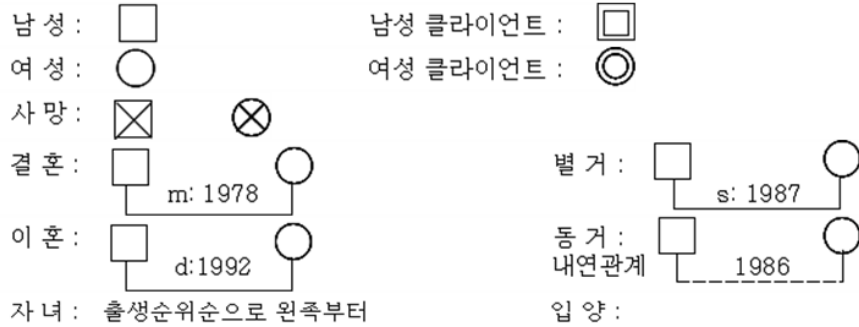 남 성 : 남성 클라이언트 :
여 성 : 여성 클라이언트 :
사 망 :
결 혼 : m: 1978 별 거 : s: 1987
이 혼 : d:1992 동 거 : 1986
내연관계
자 녀 : 출생순위순으로 왼족부터 입 양 :